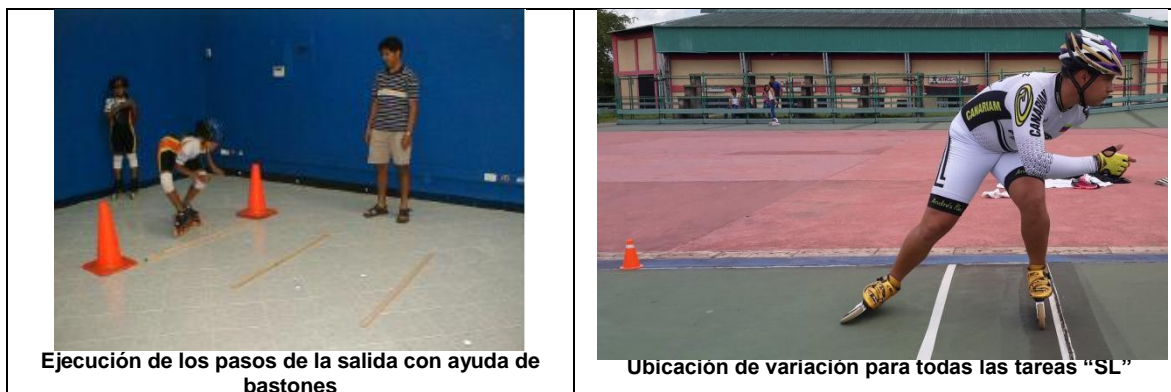 CANARIAM
CANARIAM
Ejecución de los pasos de la salida con ayuda de
bastones
Ubicación de variación para todas las tareas “SL”